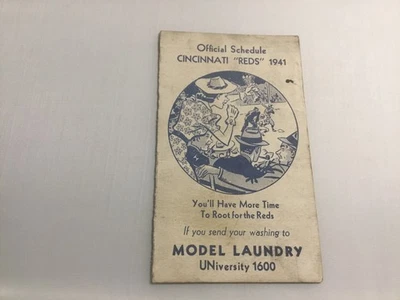 Official Schedule
CINCINNATI "REDS" 1941
You'll Have More Time
To Root for the Reds
If you send your washing to
MODEL LAUNDRY
UNiversity 1600